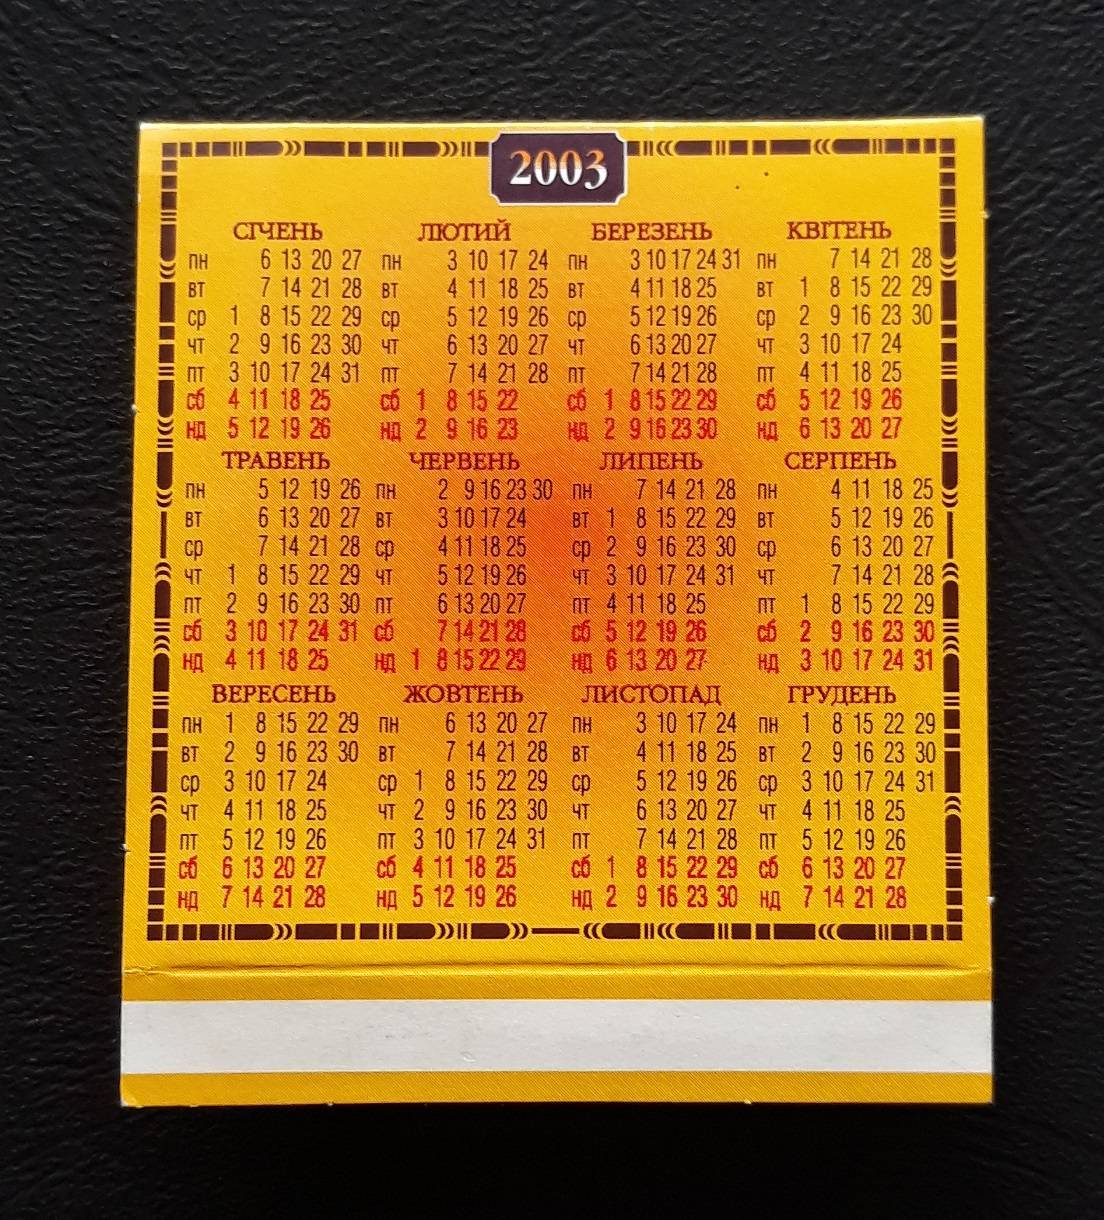 2003
СІЧЕНЬ ЛЮТИЙ БЕРЕЗЕНЬ КВІТЕНЬ
пн 6 13 20 27 пн 3 10 17 24 пн 3 10 17 24 31 пн 7 14 21 28
вт 7 14 21 28 вт 4 11 18 25 вт 4 11 18 25 вт 1 8 15 22 29
ср 1 8 15 22 29 ср 5 12 19 26 ср 5 12 19 26 ср 2 9 16 23 30
чт 2 9 16 23 30 чт 6 13 20 27 чт 6 13 20 27 чт 3 10 17 24
пт 3 10 17 24 31 пт 7 14 21 28 пт 7 14 21 28 пт 4 11 18 25
сб 4 11 18 25 сб 1 8 15 22 сб 1 8 15 22 29 сб 5 12 19 26
нд 5 12 19 26 нд 2 9 16 23 нд 2 9 16 23 30 нд 6 13 20 27
ТРАВЕНЬ ЧЕРВЕНЬ ЛИПЕНЬ СЕРПЕНЬ
пн 5 12 19 26 пн 2 9 16 23 30 пн 7 14 21 28 пн 4 11 18 25
вт 6 13 20 27 вт 3 10 17 24 вт 1 8 15 22 29 вт 5 12 19 26
ср 7 14 21 28 ср 4 11 18 25 ср 2 9 16 23 30 ср 6 13 20 27
чт 1 8 15 22 29 чт 5 12 19 26 чт 3 10 17 24 31 чт 7 14 21 28
пт 2 9 16 23 30 пт 6 13 20 27 пт 4 11 18 25 пт 1 8 15 22 29
сб 3 10 17 24 31 сб 7 14 21 28 сб 5 12 19 26 сб 2 9 16 23 30
нд 4 11 18 25 нд 1 8 15 22 29 нд 6 13 20 27 нд 3 10 17 24 31
ВЕРЕСЕНЬ ЖОВТЕНЬ ЛИСТОПАД ГРУДЕНЬ
пн 1 8 15 22 29 пн 6 13 20 27 пн 3 10 17 24 пн 1 8 15 22 29
вт 2 9 16 23 30 вт 7 14 21 28 вт 4 11 18 25 вт 2 9 16 23 30
ср 3 10 17 24 ср 1 8 15 22 29 ср 5 12 19 26 ср 3 10 17 24 31
чт 4 11 18 25 чт 2 9 16 23 30 чт 6 13 20 27 чт 4 11 18 25
пт 5 12 19 26 пт 3 10 17 24 31 пт 7 14 21 28 пт 5 12 19 26
сб 6 13 20 27 сб 4 11 18 25 сб 1 8 15 22 29 сб 6 13 20 27
нд 7 14 21 28 нд 5 12 19 26 нд 2 9 16 23 30 нд 7 14 21 28